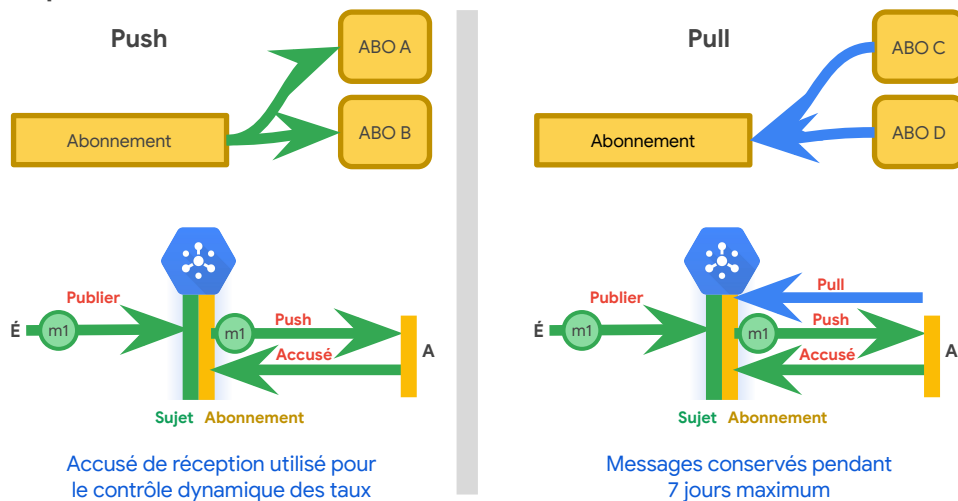 Push
ABO A
Abonnement
ABO B
Publier
É
m1
m1
Push
Accusé
A
Sujet Abonnement
Accusé de réception utilisé pour
le contrôle dynamique des taux
Pull
ABO C
Abonnement
ABO D
Pull
Publier
É
m1
m1
Push
Accusé
A
Sujet Abonnement
Messages conservés pendant
7 jours maximum